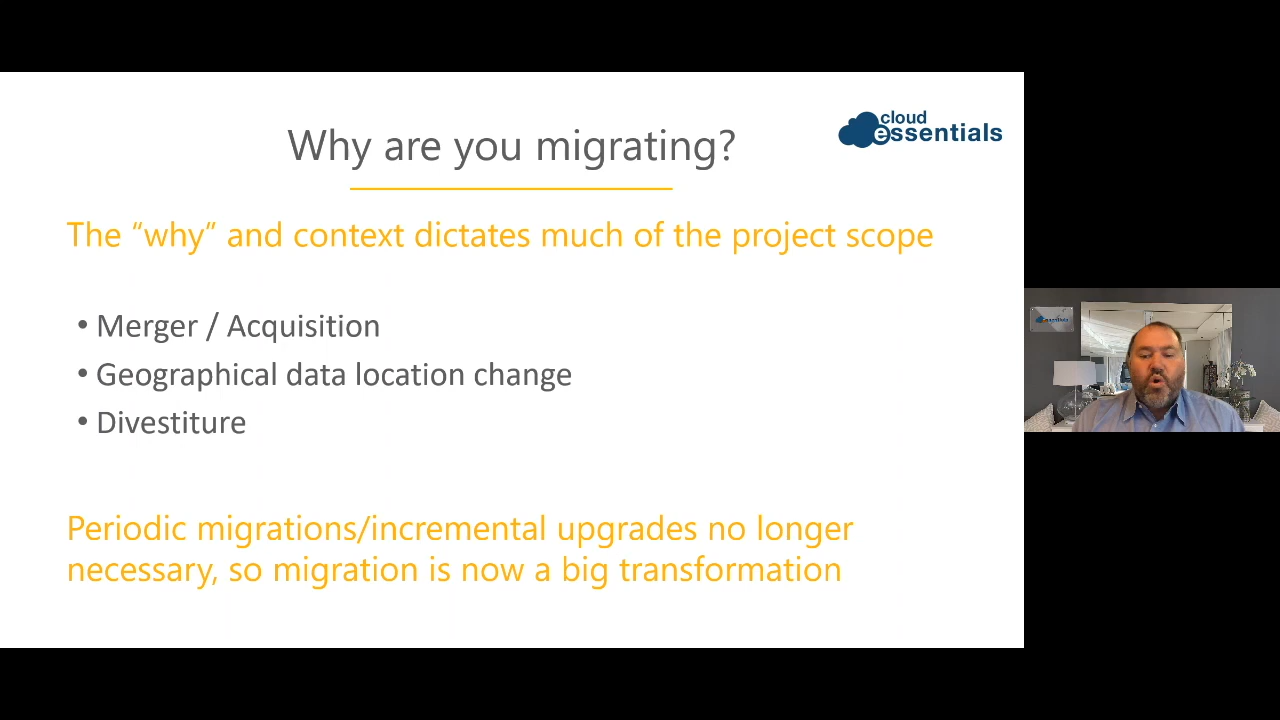 Why are you migrating?
cloud
essentials
The “why” and context dictates much of the project scope
• Merger / Acquisition
• Geographical data location change
• Divestiture
Periodic migrations/incremental upgrades no longer
necessary, so migration is now a big transformation